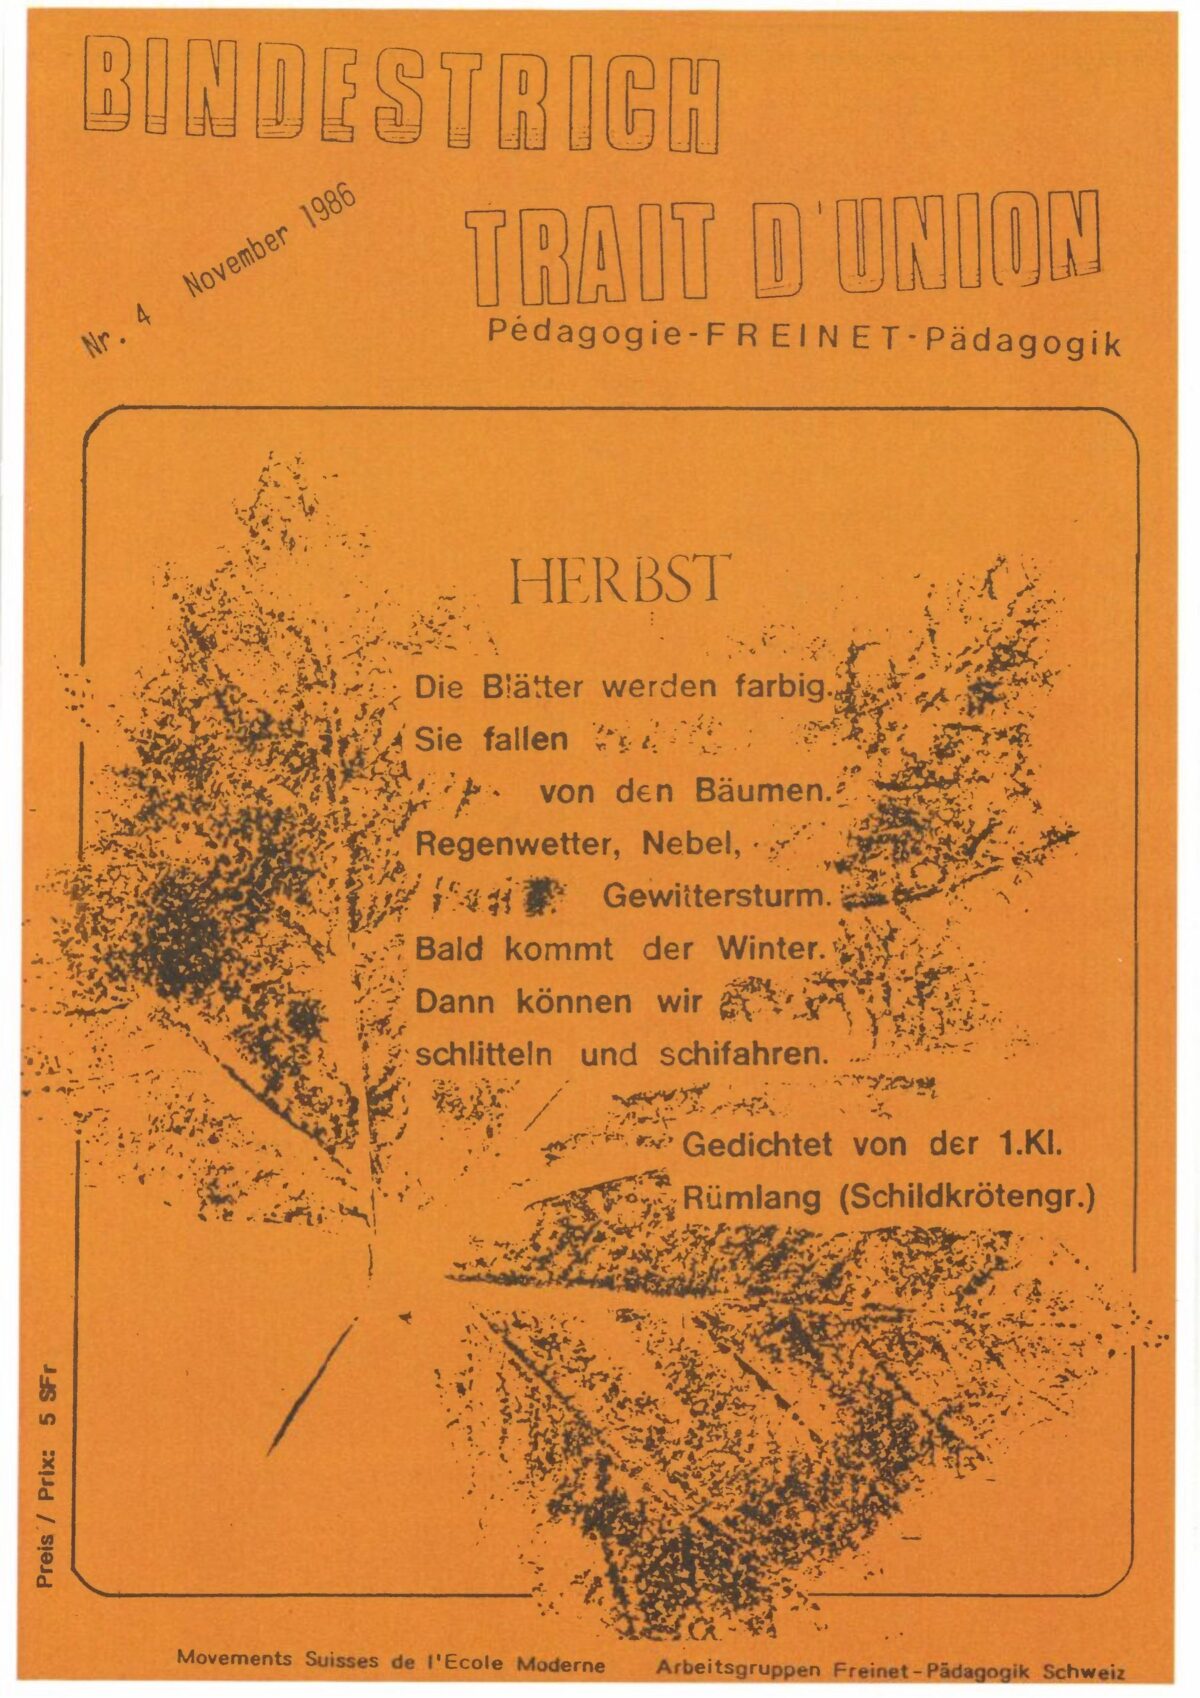 BINDESTRICH
TRAIT D'UNION
Pédagogie-FREINET-Pädagogik
Nr. 4 November 1986
HERBST
Die Blätter werden farbig.
Sie fallen
von den Bäumen.
Regenwetter, Nebel,
Gewittersturm.
Bald kommt der Winter.
Dann können wir
schlitteln und schifahren.
Gedichtet von der 1.Kl.
Rümlang (Schildkrötengr.)
Preis / Prix: 5 SFr
Movements Suisses de l'Ecole Moderne Arbeitsgruppen Freinet-Pädagogik Schweiz